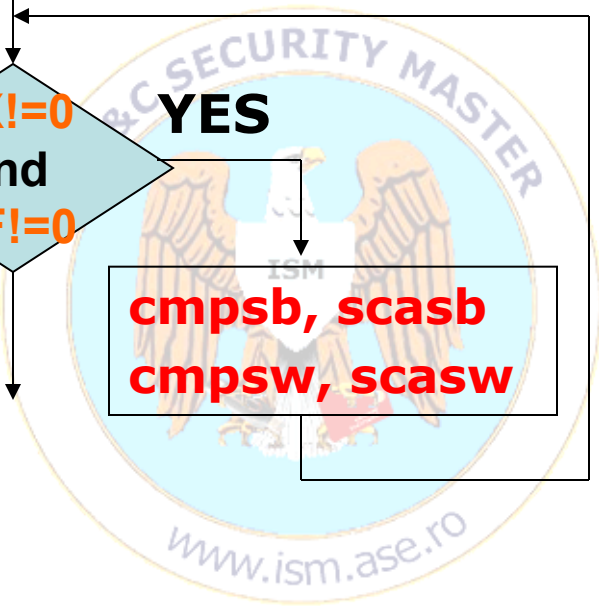 &C SECURITY MASTER
!=0
YES
nd
!=0
ISM
cmpsb, scasb
cmpsw, scasw
www.ism.ase.ro